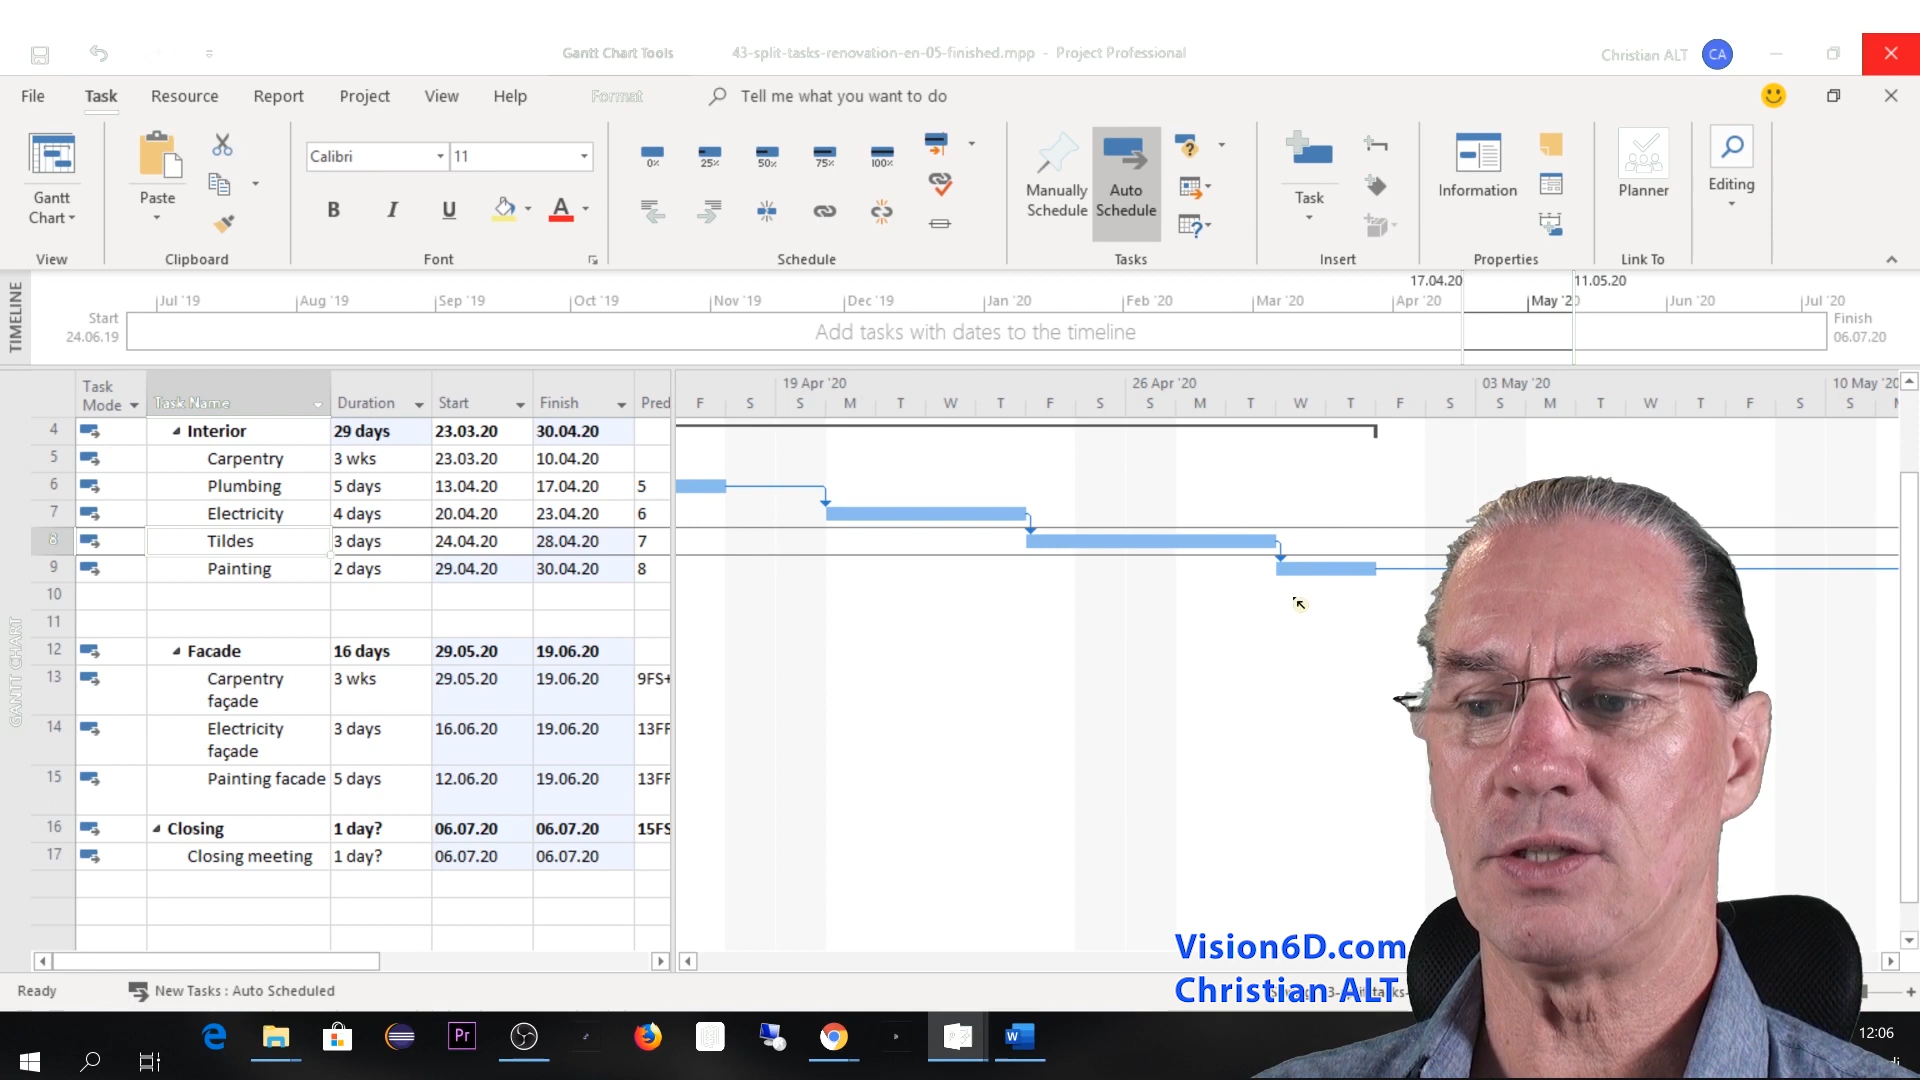 Gantt Chart Tools
43-split-tasks-renovation-en-05-finished.mpp - Project Professional
Christian ALT CA
File Task Resource Report Project View Help Format Tell me what you want to do
Gantt Chart
Paste
Calibri 11
B I U A
0% 25% 50% 75% 100%
Manually Schedule
Auto Schedule
Task
Information
Planner
Editing
View Clipboard Font Schedule Tasks Insert Properties Link To
TIMELINE
17.04.20 11.05.20
Jul '19 Aug '19 Sep '19 Oct '19 Nov '19 Dec '19 Jan '20 Feb '20 Mar '20 Apr '20 May '20 Jun '20 Jul '20
Start 24.06.19
Add tasks with dates to the timeline
Finish 06.07.20
Task Mode Task Name Duration Start Finish Pred
19 Apr '20 26 Apr '20 03 May '20 10 May '20
F S S M T W T F S S M T W T F S S M T W T F S S M
GANTT CHART
4 Interior 29 days 23.03.20 30.04.20
5 Carpentry 3 wks 23.03.20 10.04.20
6 Plumbing 5 days 13.04.20 17.04.20 5
7 Electricity 4 days 20.04.20 23.04.20 6
8 Tildes 3 days 24.04.20 28.04.20 7
9 Painting 2 days 29.04.20 30.04.20 8
10
11
12 Facade 16 days 29.05.20 19.06.20
13 Carpentry façade 3 wks 29.05.20 19.06.20 9FS+
14 Electricity façade 3 days 16.06.20 19.06.20 13FF
15 Painting facade 5 days 12.06.20 19.06.20 13FF
16 Closing 1 day? 06.07.20 06.07.20 15FS
17 Closing meeting 1 day? 06.07.20 06.07.20
Vision6D.com
Christian ALT
Ready New Tasks : Auto Scheduled
Pr
12:06